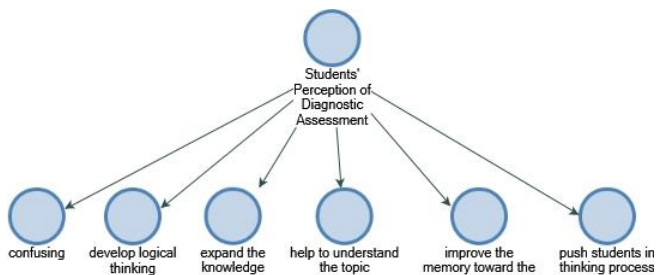 Students'
Perception of
Diagnostic
Assessment
confusing
develop logical
thinking
expand the
knowledge
help to understand
the topic
improve the
memory toward the
push students in
thinking process